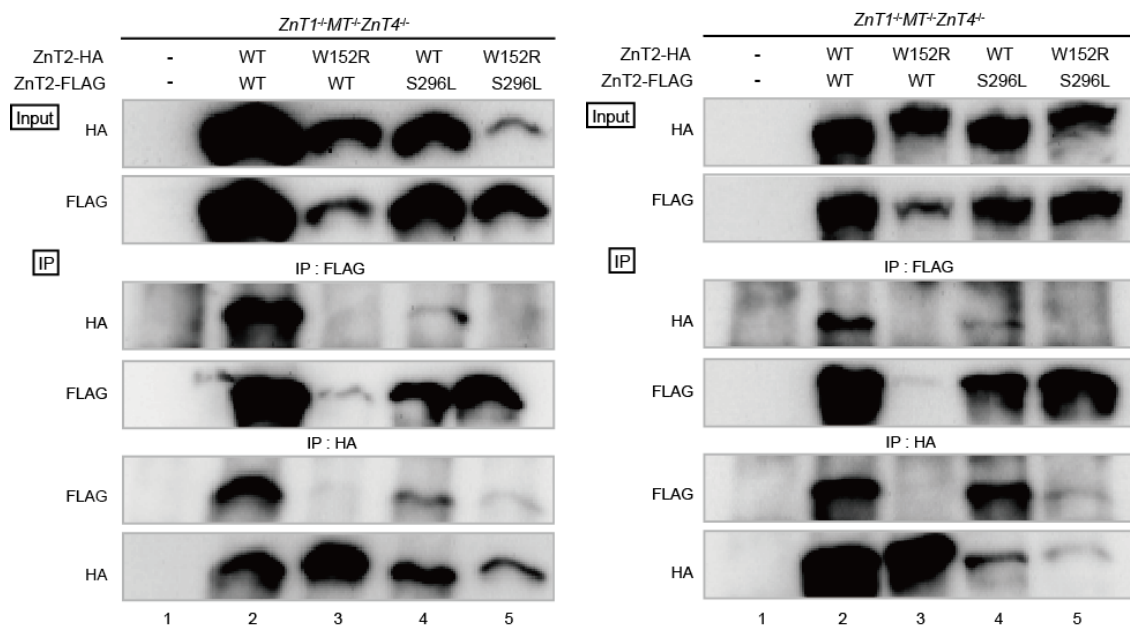 ZnT1-/-MT-/-ZnT4-/-
ZnT2-HA - WT W152R WT W152R
ZnT2-FLAG - WT WT S296L S296L
Input
HA
FLAG
IP
IP : FLAG
HA
FLAG
IP : HA
FLAG
HA
1 2 3 4 5
ZnT1-/-MT-/-ZnT4-/-
ZnT2-HA - WT W152R WT W152R
ZnT2-FLAG - WT WT S296L S296L
Input
HA
FLAG
IP
IP : FLAG
HA
FLAG
IP : HA
FLAG
HA
1 2 3 4 5